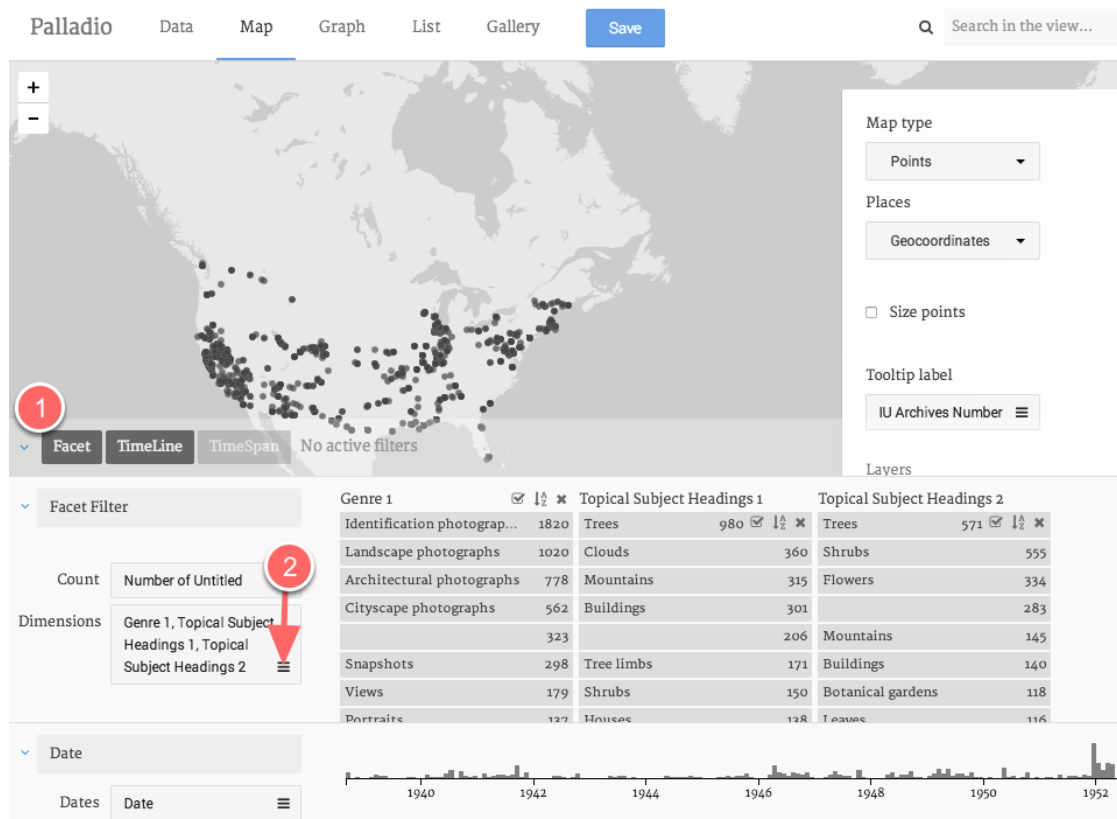 Palladio Data Map Graph List Gallery Save Search in the view...
+
−
Map type
Points
Places
Geocoordinates
Size points
Tooltip label
IU Archives Number
Layers
1
Facet TimeLine TimeSpan No active filters
Facet Filter
2
Count Number of Untitled
Dimensions Genre 1, Topical Subject
Headings 1, Topical
Subject Headings 2
Genre 1 Topical Subject Headings 1 Topical Subject Headings 2
Identification photograp... 1820 Trees 980 Trees 571
Landscape photographs 1020 Clouds 360 Shrubs 555
Architectural photographs 778 Mountains 315 Flowers 334
Cityscape photographs 562 Buildings 301 283
323 206 Mountains 145
Snapshots 298 Tree limbs 171 Buildings 140
Views 179 Shrubs 150 Botanical gardens 118
Portraits 137 Houses 138 Leaves 116
Date
Dates Date
1940 1942 1944 1946 1948 1950 1952